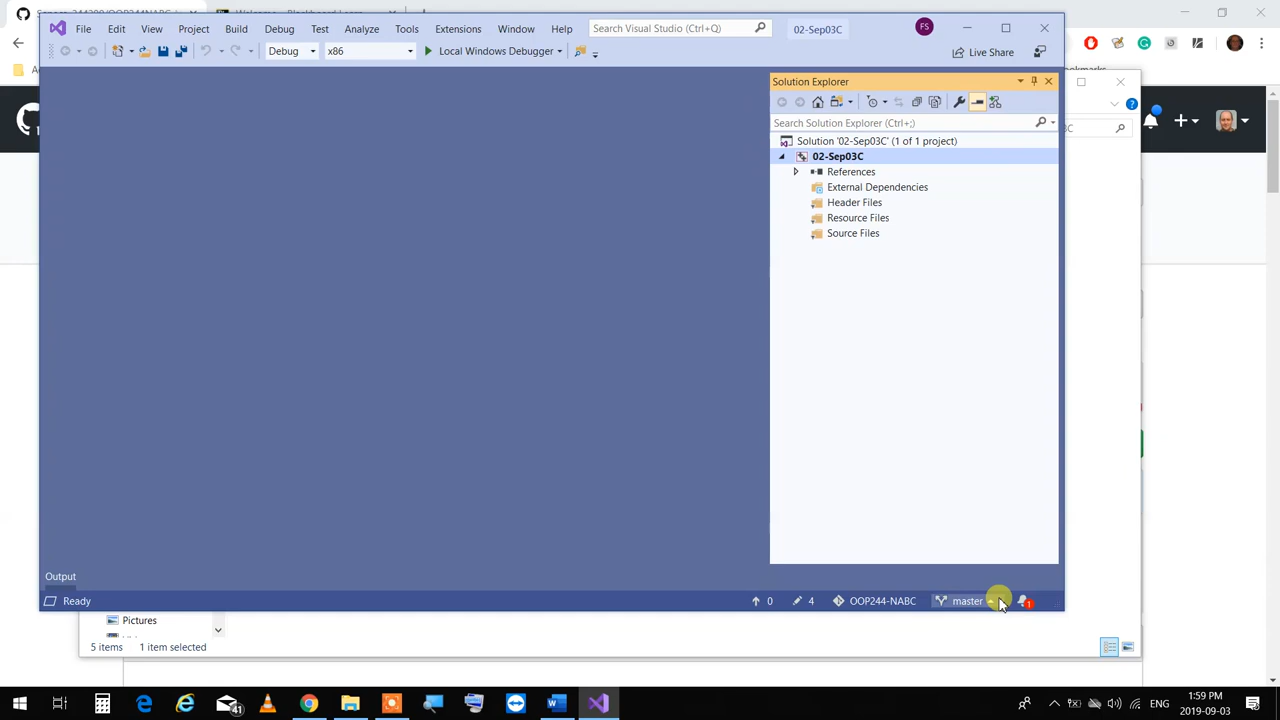 File Edit View Project Build Debug Test Analyze Tools Extensions Window Help Search Visual Studio (Ctrl+Q) 02-Sep03C FS
Debug x86 Local Windows Debugger Live Share
Solution Explorer
Search Solution Explorer (Ctrl+;)
Solution '02-Sep03C' (1 of 1 project)
02-Sep03C
References
External Dependencies
Header Files
Resource Files
Source Files
Output
Ready 0 4 OOP244-NABC master 1
Pictures
5 items 1 item selected
41 ENG 1:59 PM
2019-09-03